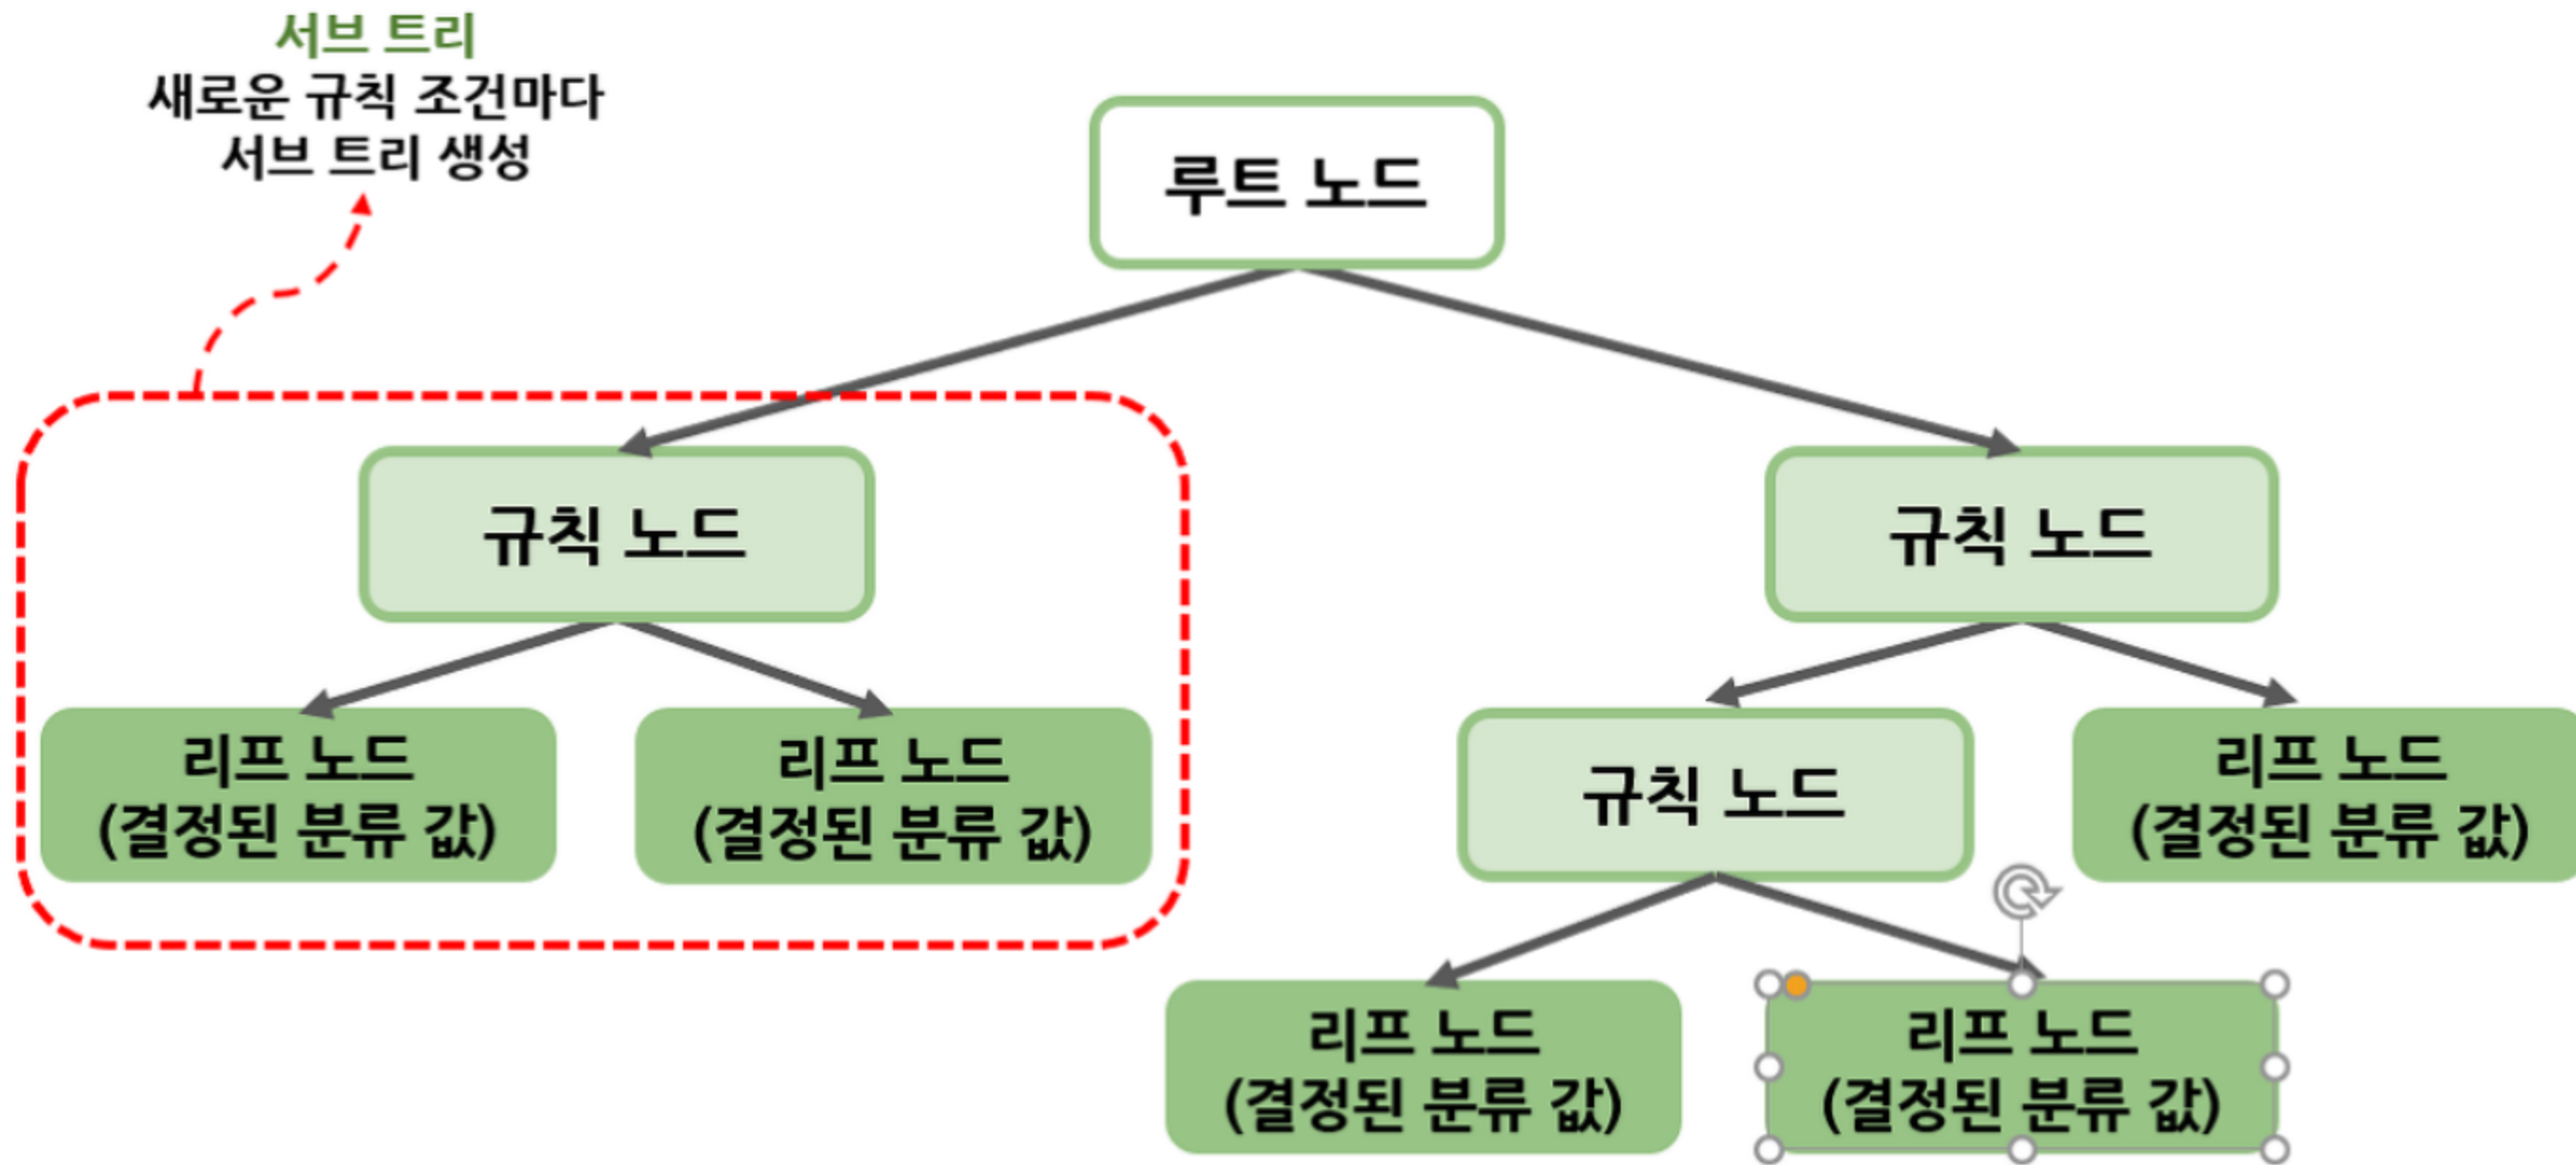 서브 트리
새로운 규칙 조건마다
서브 트리 생성
루트 노드
규칙 노드
규칙 노드
리프 노드
(결정된 분류 값)
리프 노드
(결정된 분류 값)
규칙 노드
리프 노드
(결정된 분류 값)
리프 노드
(결정된 분류 값)
리프 노드
(결정된 분류 값)